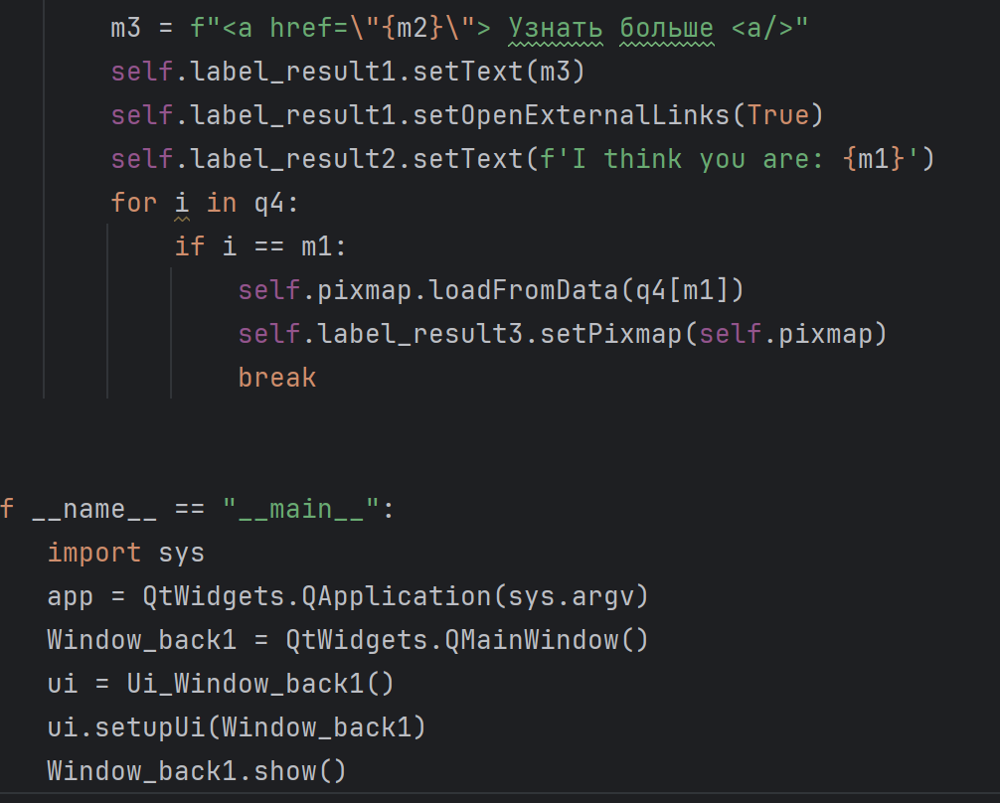 m3 = f"<a href=\"{m2}\"> Узнать больше <a/>"
self.label_result1.setText(m3)
self.label_result1.setOpenExternalLinks(True)
self.label_result2.setText(f'I think you are: {m1}')
for i in q4:
if i == m1:
self.pixmap.loadFromData(q4[m1])
self.label_result3.setPixmap(self.pixmap)
break
f __name__ == "__main__":
import sys
app = QtWidgets.QApplication(sys.argv)
Window_back1 = QtWidgets.QMainWindow()
ui = Ui_Window_back1()
ui.setupUi(Window_back1)
Window_back1.show()